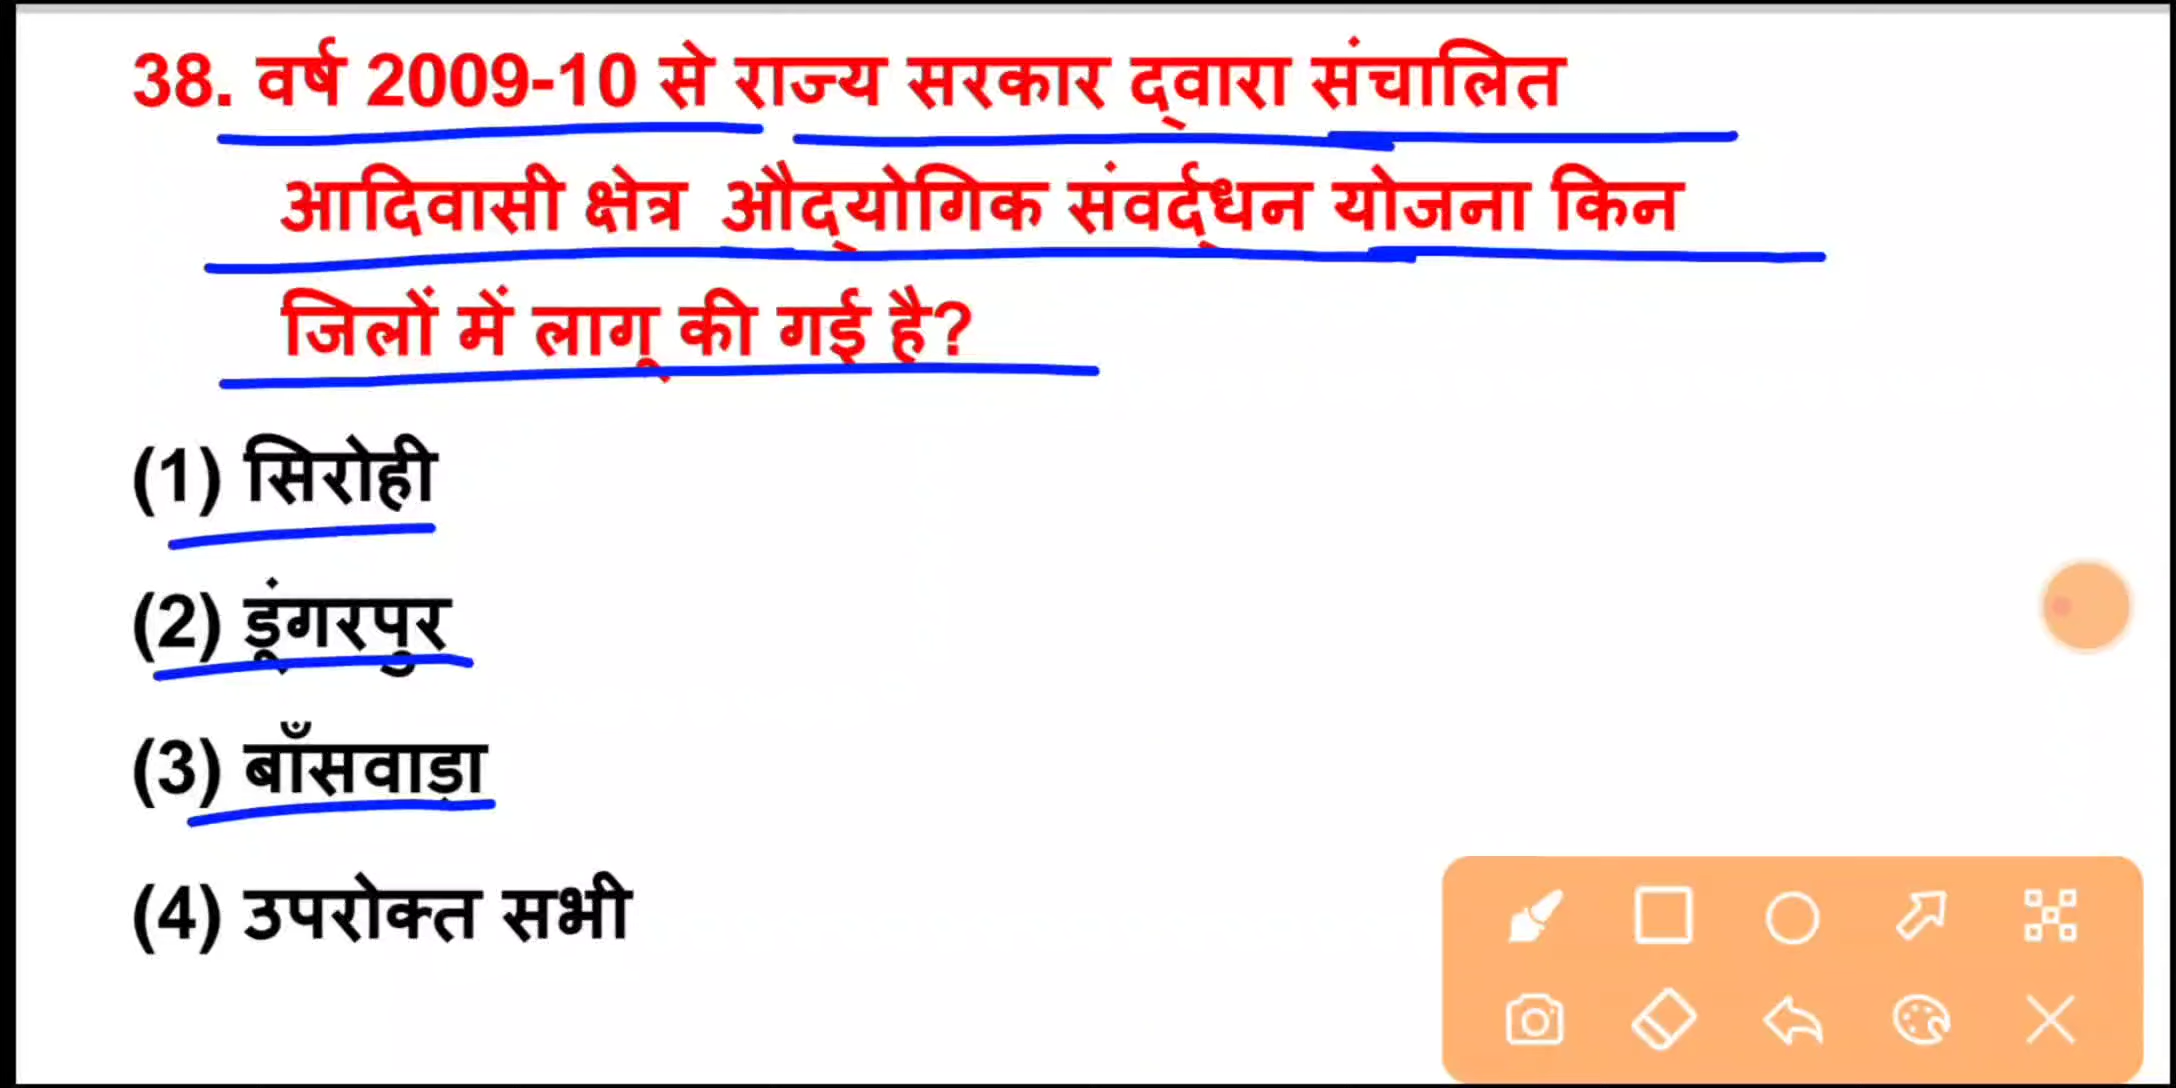 38. वर्ष 2009-10 से राज्य सरकार द्वारा संचालित
आदिवासी क्षेत्र औद्योगिक संवर्द्धन योजना किन
जिलों में लागू की गई है?
(1) सिरोही
(2) डूंगरपुर
(3) बाँसवाड़ा
(4) उपरोक्त सभी